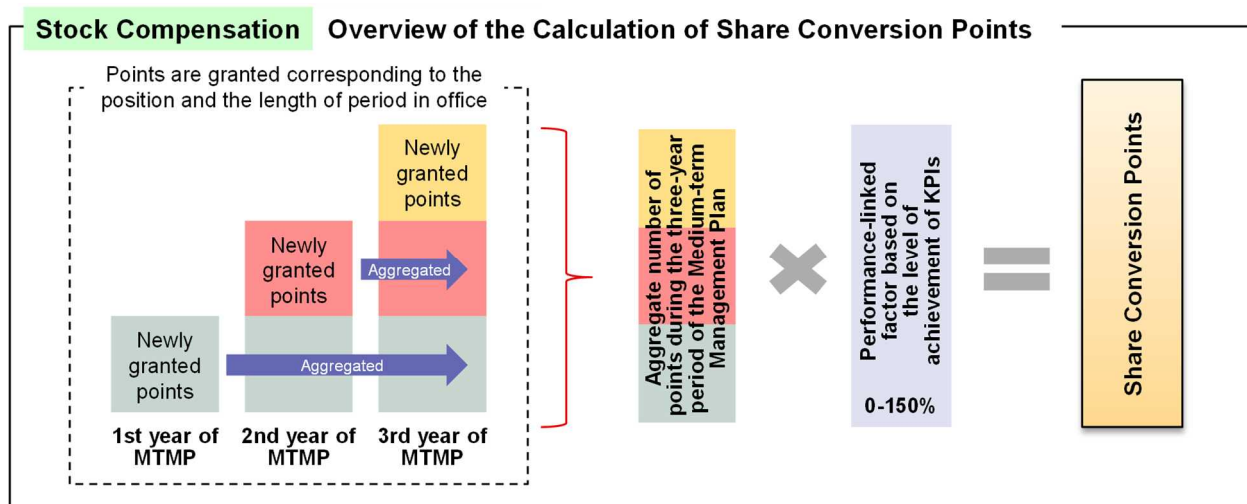 Stock Compensation Overview of the Calculation of Share Conversion Points
Points are granted corresponding to the
position and the length of period in office
Newly
granted
points
Newly
granted
points
Aggregated
Newly
granted
points
Aggregated
1st year of
MTMP
2nd year of
MTMP
3rd year of
MTMP
Aggregate number of
points during the three-year
period of the Medium-term
Management Plan
Performance-linked
factor based on
the level of
achievement of KPIs
0-150%
Share Conversion Points